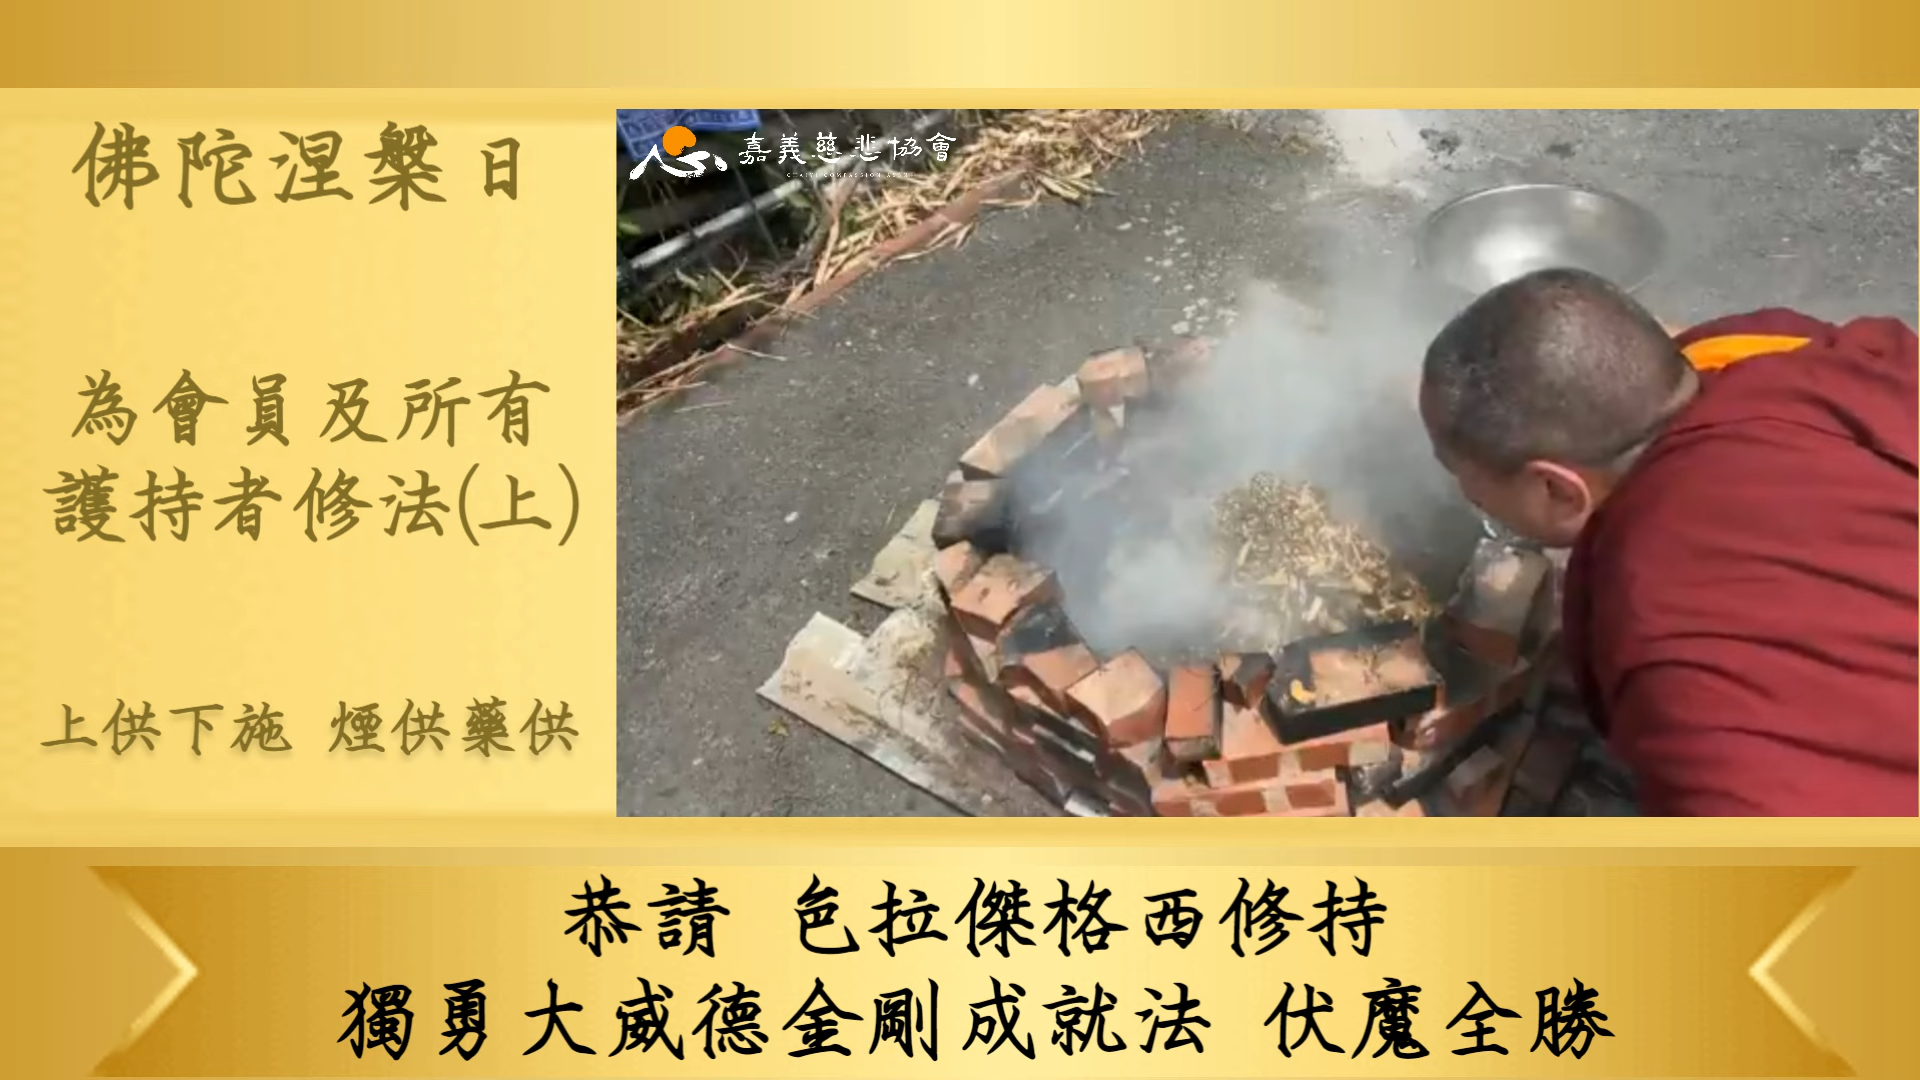 佛陀涅槃日
為會員及所有
護持者修法(上)
上供下施 煙供藥供
嘉義慈悲協會
恭請 色拉傑格西修持
獨勇大威德金剛成就法 伏魔全勝